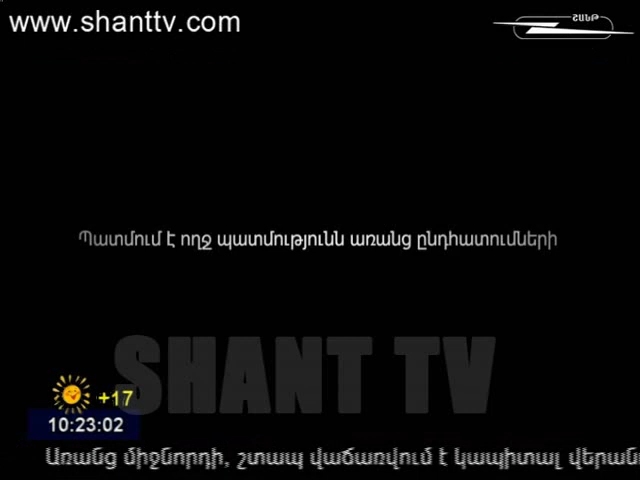 www.shanttv.com
ՇԱՆԹ
Պատմում է ողջ պատմությունն առանց ընդհատումների
SHANT TV
+17
10:23:02
Առանց միջնորդի, շտապ վաճառվում է կապիտալ